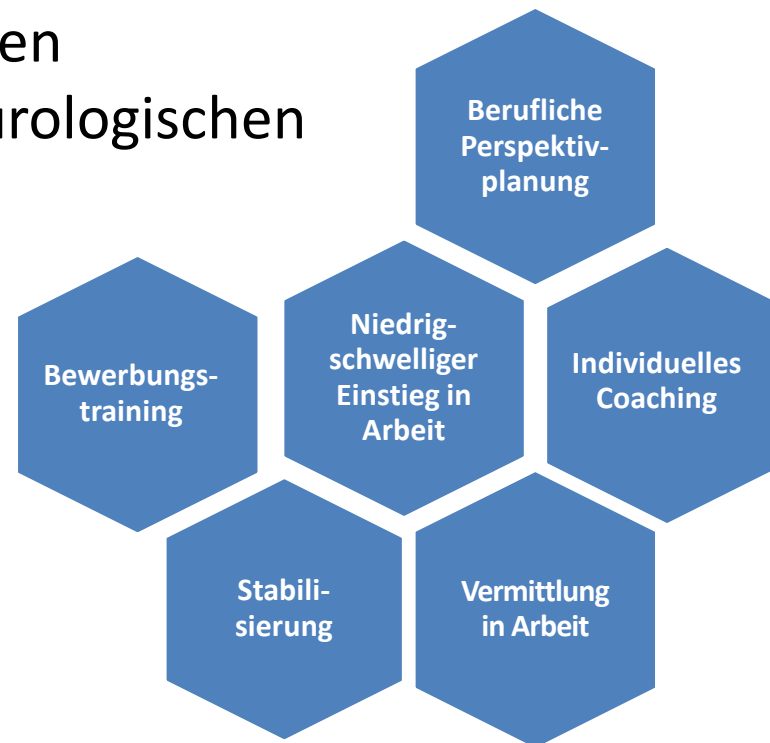 en
urologischen
Berufliche
Perspektiv-
planung
Niedrig-
schwelliger
Einstieg in
Arbeit
Individuelles
Coaching
Bewerbungs-
training
Stabili-
sierung
Vermittlung
in Arbeit